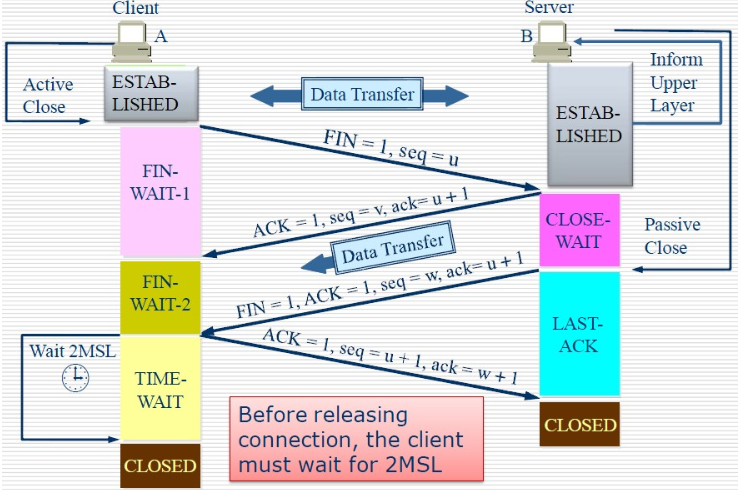 Client
Server
A
B
Active
Close
ESTAB-
LISHED
Data Transfer
ESTAB-
LISHED
Inform
Upper
Layer
FIN = 1, seq = u
FIN-
WAIT-1
ACK = 1, seq = v, ack= u + 1
CLOSE-
WAIT
Passive
Close
Data Transfer
FIN-
WAIT-2
FIN = 1, ACK = 1, seq = w, ack= u + 1
LAST-
ACK
ACK = 1, seq = u + 1, ack = w + 1
Wait 2MSL
TIME-
WAIT
Before releasing
connection, the client
must wait for 2MSL
CLOSED
CLOSED